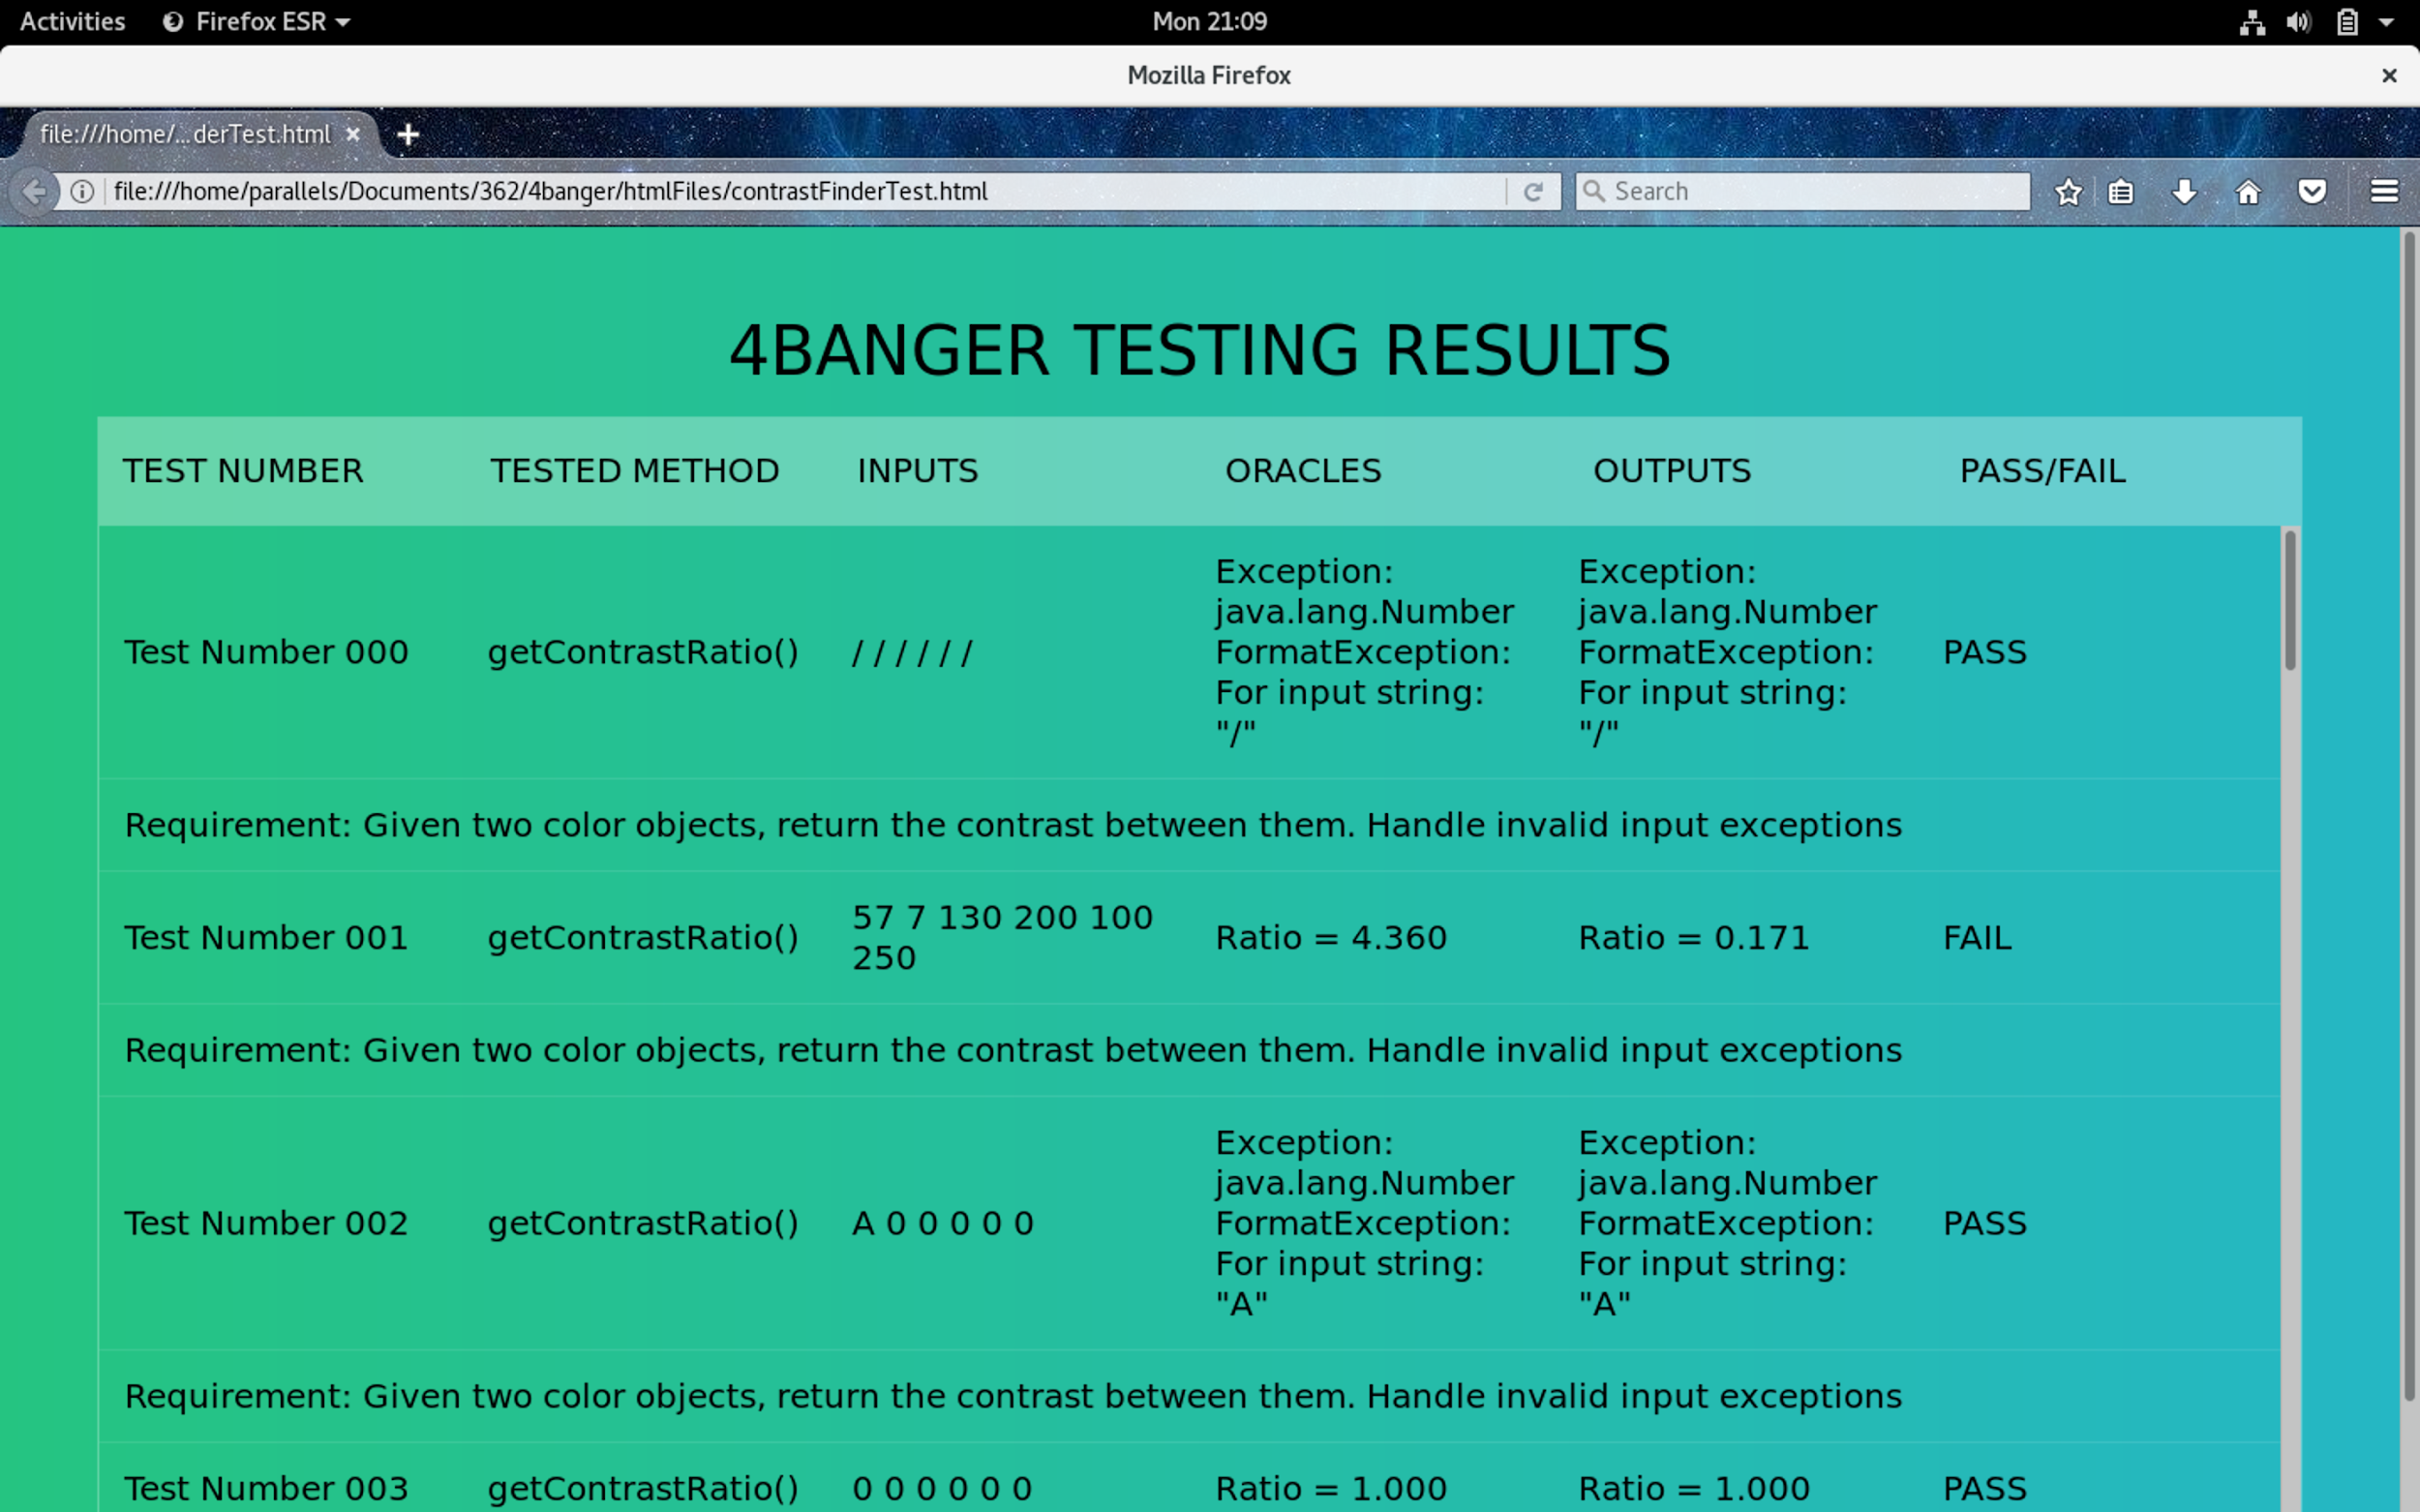 Activities Firefox ESR Mon 21:09
Mozilla Firefox
file:///home/...derTest.html
file:///home/parallels/Documents/362/4banger/htmlFiles/contrastFinderTest.html Search
4BANGER TESTING RESULTS
TEST NUMBER TESTED METHOD INPUTS ORACLES OUTPUTS PASS/FAIL
Test Number 000 getContrastRatio() / / / / / /
Exception:
java.lang.Number
FormatException:
For input string:
"/"
Exception:
java.lang.Number
FormatException:
For input string:
"/"
PASS
Requirement: Given two color objects, return the contrast between them. Handle invalid input exceptions
Test Number 001 getContrastRatio()
57 7 130 200 100
250
Ratio = 4.360 Ratio = 0.171 FAIL
Requirement: Given two color objects, return the contrast between them. Handle invalid input exceptions
Test Number 002 getContrastRatio() A 0 0 0 0 0
Exception:
java.lang.Number
FormatException:
For input string:
"A"
Exception:
java.lang.Number
FormatException:
For input string:
"A"
PASS
Requirement: Given two color objects, return the contrast between them. Handle invalid input exceptions
Test Number 003 getContrastRatio() 0 0 0 0 0 0 Ratio = 1.000 Ratio = 1.000 PASS